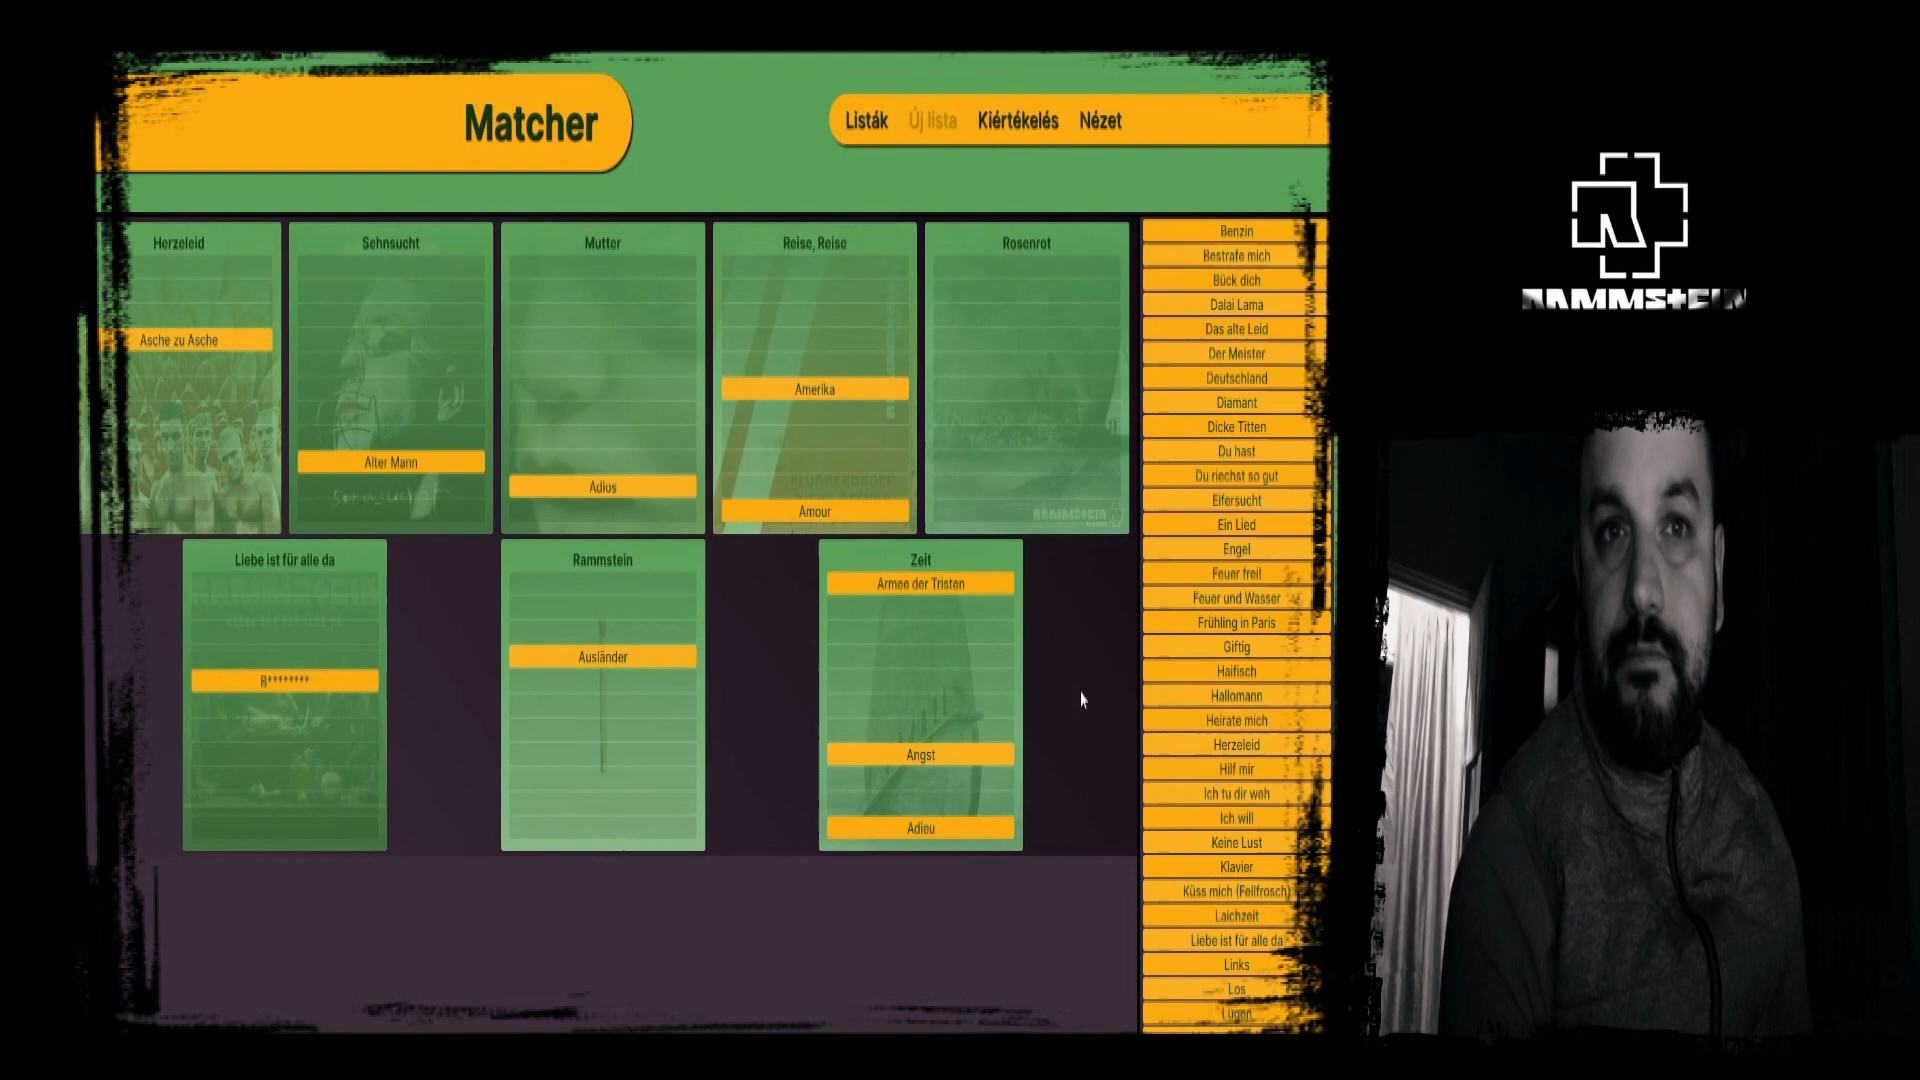 Matcher
Listák Új lista Kiértékelés Nézet
Herzeleid
Asche zu Asche
Sehnsucht
Alter Mann
Mutter
Adios
Reise, Reise
Amerika
Amour
Rosenrot
RAMMSTEIN
Liebe ist für alle da
B********
Rammstein
Ausländer
Zeit
Armee der Tristen
Angst
Adieu
Benzin
Bestrafe mich
Bück dich
Dalai Lama
Das alte Leid
Der Meister
Deutschland
Diamant
Dicke Titten
Du hast
Du riechst so gut
Eifersucht
Ein Lied
Engel
Feuer frei!
Feuer und Wasser
Frühling in Paris
Giftig
Haifisch
Hallomann
Heirate mich
Herzeleid
Hilf mir
Ich tu dir weh
Ich will
Keine Lust
Klavier
Küss mich (Fellfrosch)
Laichzeit
Liebe ist für alle da
Links
Los
Lügen
RAMMSTEIN